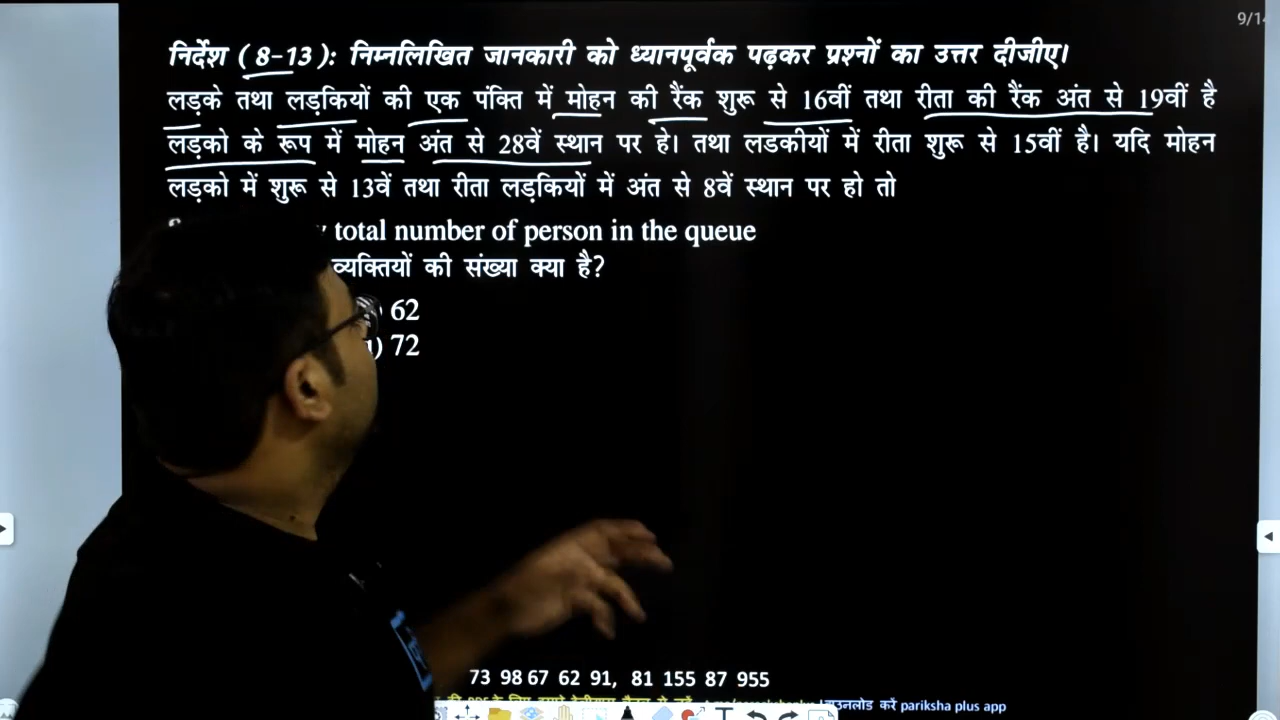 9/14
निर्देश ( 8-13 ): निम्नलिखित जानकारी को ध्यानपूर्वक पढ़कर प्रश्नों का उत्तर दीजीए।
लड़के तथा लड़कियों की एक पंक्ति में मोहन की रैंक शुरू से 16वीं तथा रीता की रैंक अंत से 19वीं है
लड़को के रूप में मोहन अंत से 28वें स्थान पर हे। तथा लडकीयों में रीता शुरू से 15वीं है। यदि मोहन
लड़को में शुरू से 13वें तथा रीता लड़कियों में अंत से 8वें स्थान पर हो तो
total number of person in the queue
व्यक्तियों की संख्या क्या है?
62
72
73 98 67 62 91, 81 155 87 955
करें pariksha plus app